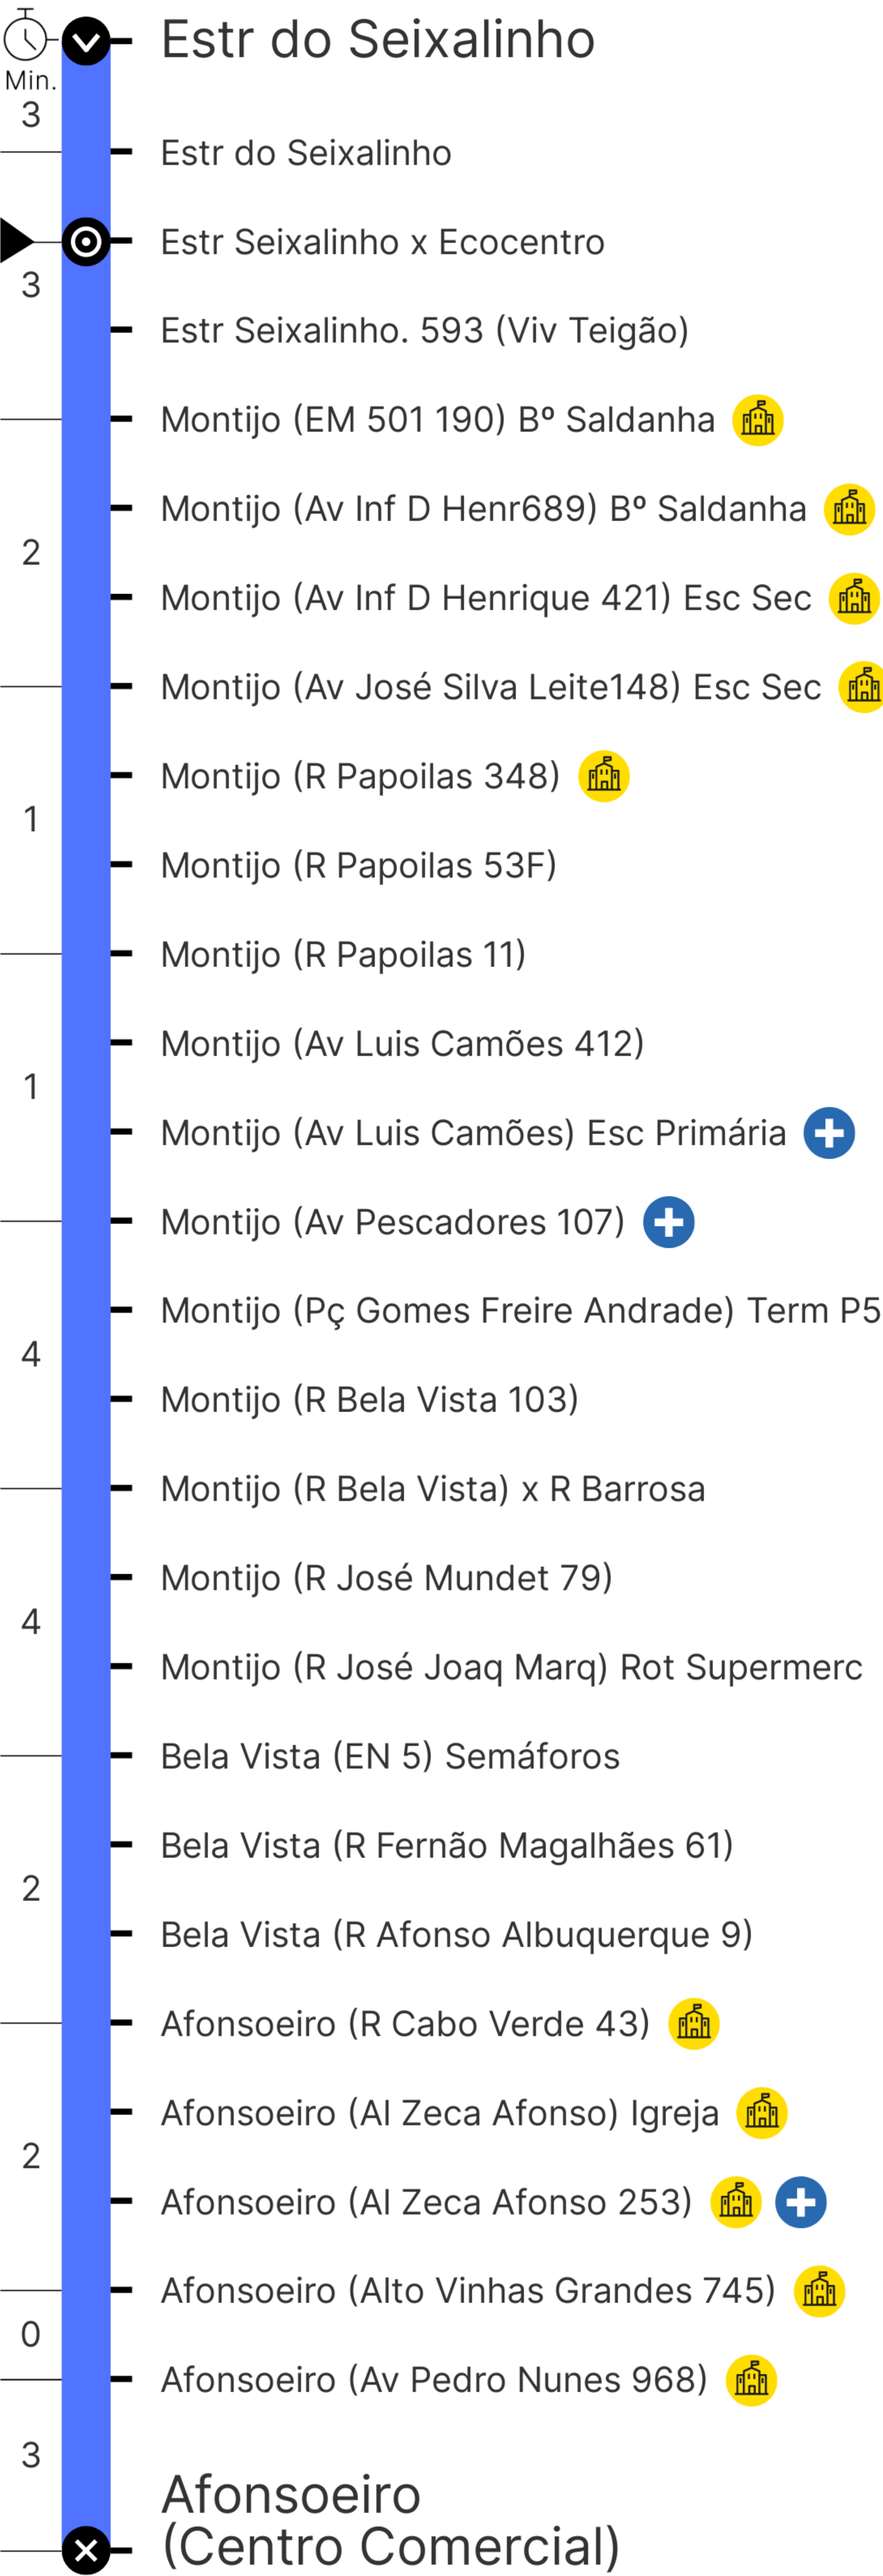 Estr do Seixalinho
Min.
3
Estr do Seixalinho
Estr Seixalinho x Ecocentro
3
Estr Seixalinho. 593 (Viv Teigão)
Montijo (EM 501 190) Bº Saldanha
Montijo (Av Inf D Henr689) Bº Saldanha
2
Montijo (Av Inf D Henrique 421) Esc Sec
Montijo (Av José Silva Leite148) Esc Sec
Montijo (R Papoilas 348)
1
Montijo (R Papoilas 53F)
Montijo (R Papoilas 11)
Montijo (Av Luis Camões 412)
1
Montijo (Av Luis Camões) Esc Primária
Montijo (Av Pescadores 107)
Montijo (Pç Gomes Freire Andrade) Term P5
4
Montijo (R Bela Vista 103)
Montijo (R Bela Vista) x R Barrosa
Montijo (R José Mundet 79)
4
Montijo (R José Joaq Marq) Rot Supermerc
Bela Vista (EN 5) Semáforos
Bela Vista (R Fernão Magalhães 61)
2
Bela Vista (R Afonso Albuquerque 9)
Afonsoeiro (R Cabo Verde 43)
Afonsoeiro (Al Zeca Afonso) Igreja
2
Afonsoeiro (Al Zeca Afonso 253)
Afonsoeiro (Alto Vinhas Grandes 745)
0
Afonsoeiro (Av Pedro Nunes 968)
3
Afonsoeiro
(Centro Comercial)